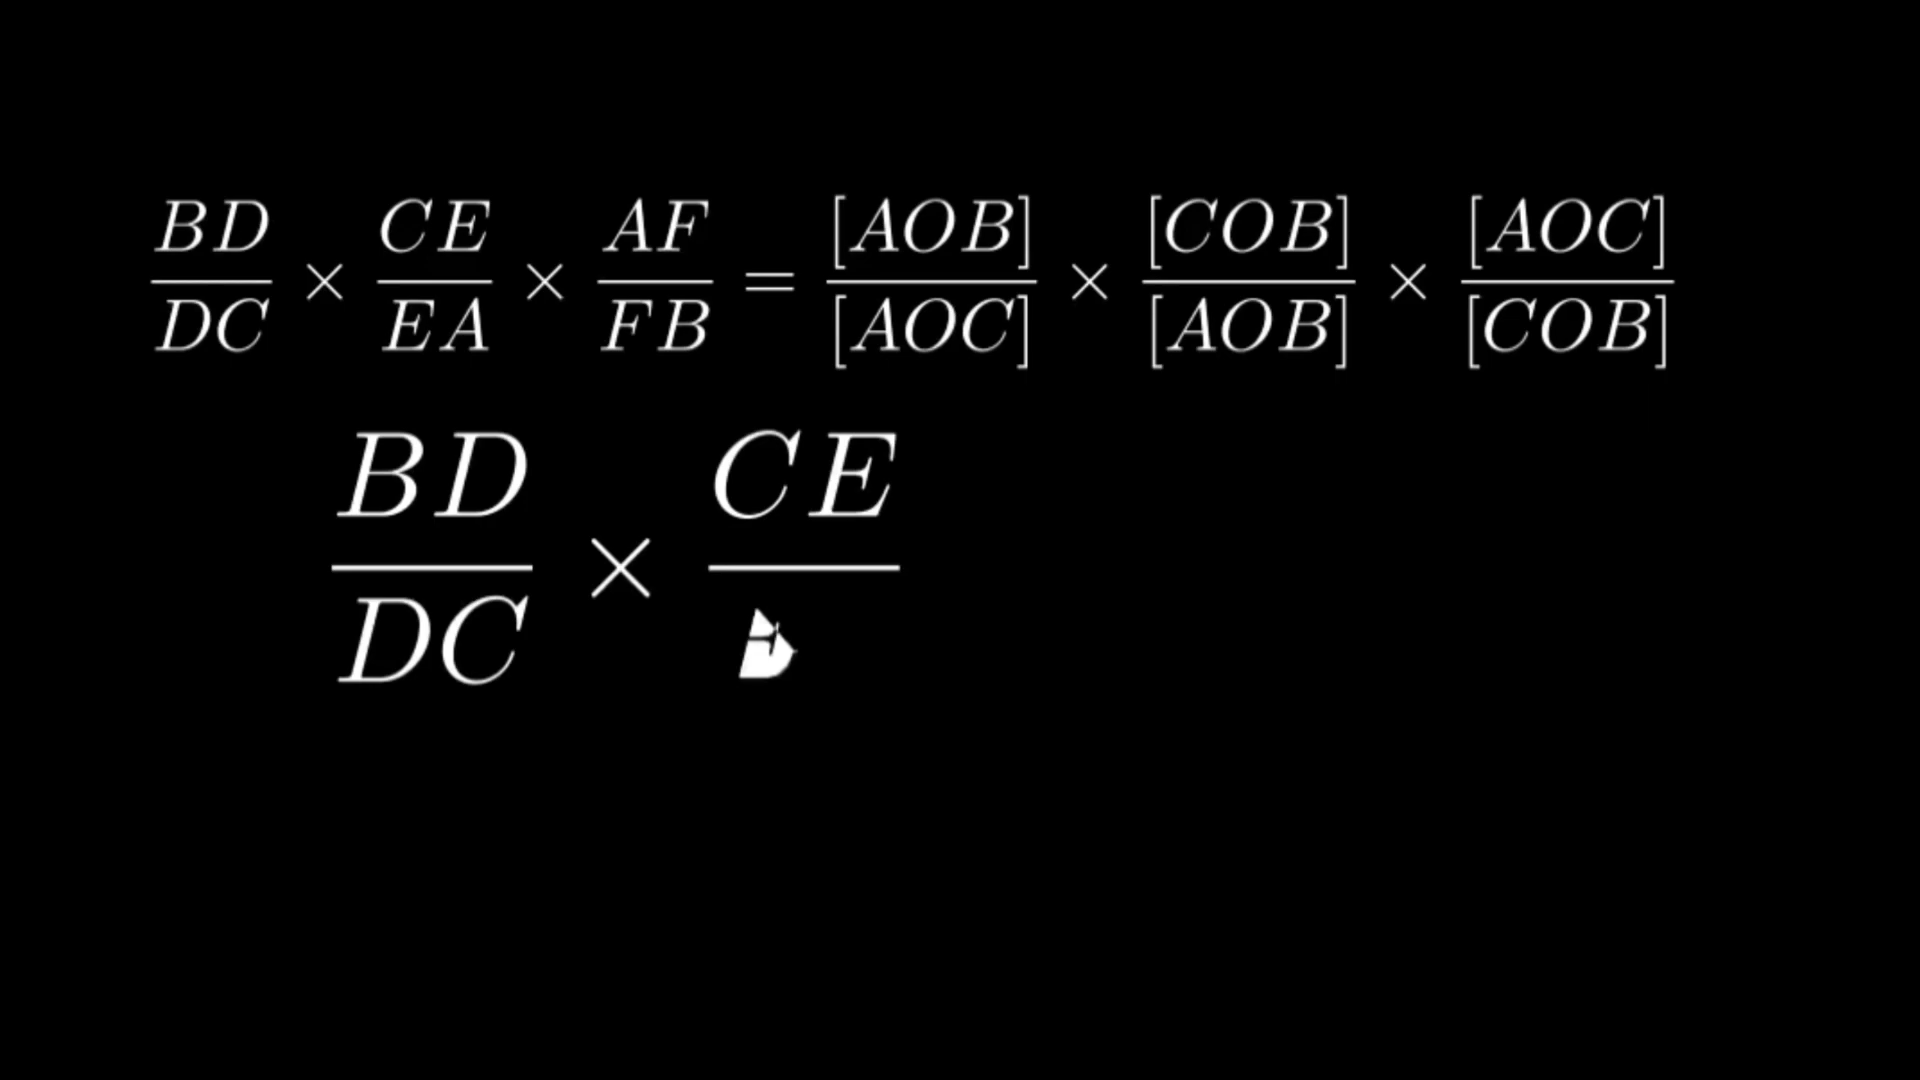 BD/DC × CE/EA × AF/FB = [AOB]/[AOC] × [COB]/[AOB] × [AOC]/[COB]
BD/DC × CE/